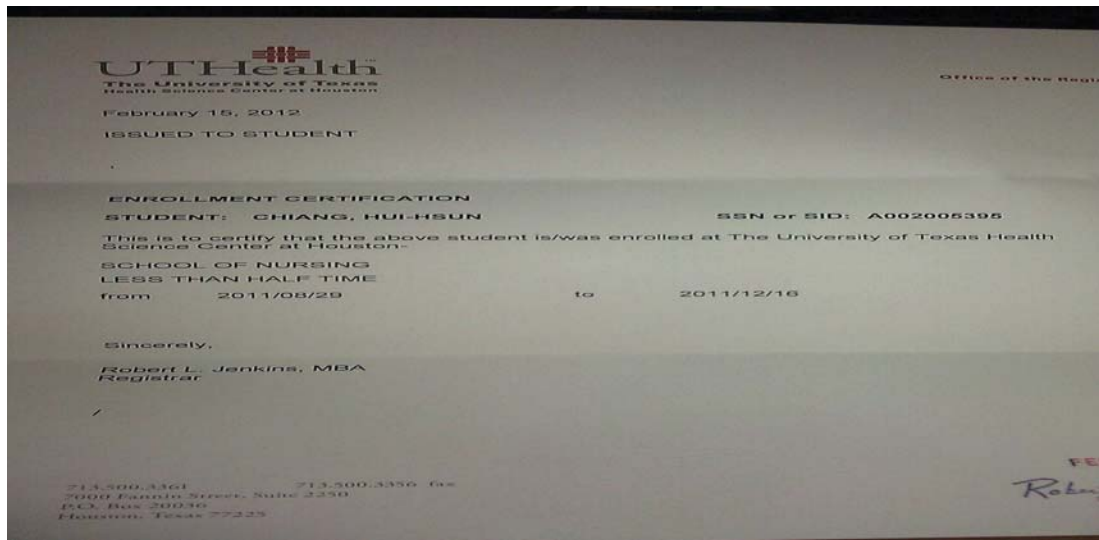 UTHealth
The University of Texas
Health Science Center at Houston
Office of the
February 15, 2012
ISSUED TO STUDENT
.
ENROLLMENT CERTIFICATION
STUDENT: CHIANG, HUI-HSUN SSN or SID: A002005395
This is to certify that the above student is/was enrolled at The University of Texas Health
Science Center at Houston-
SCHOOL OF NURSING
LESS THAN HALF TIME
from 2011/08/29 to 2011/12/16
Sincerely,
Robert L. Jenkins, MBA
Registrar
/
713.500.3361 713.500.3356 fax
7000 Fannin Street, Suite 2250
P.O. Box 20036
Houston, Texas 77225
FE